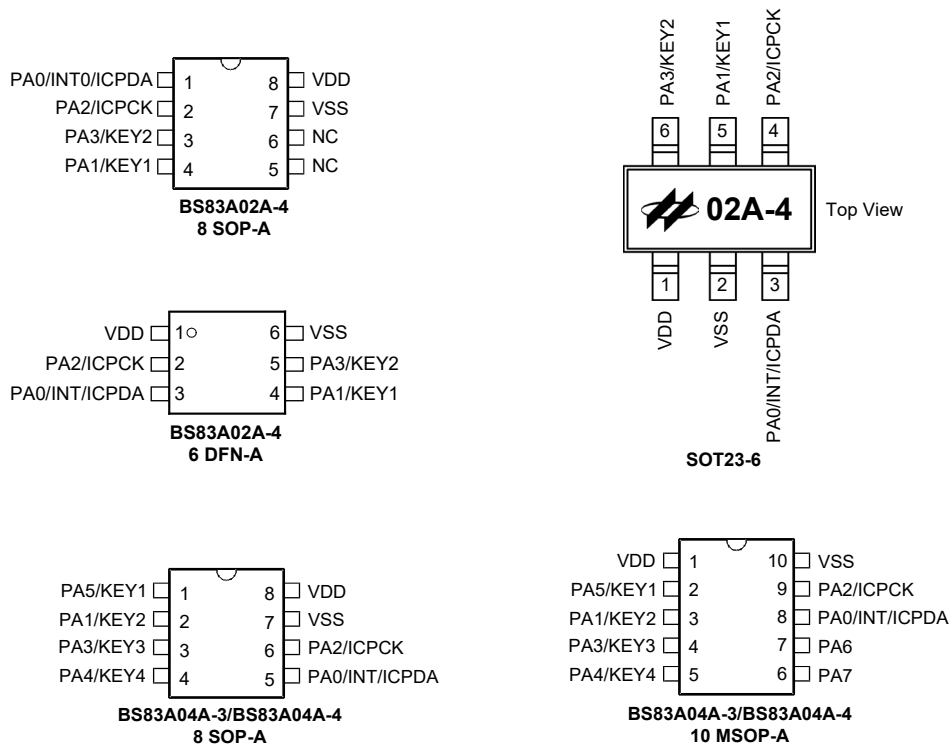 PA0/INT0/ICPDA 1 8 VDD
PA2/ICPCK 2 7 VSS
PA3/KEY2 3 6 NC
PA1/KEY1 4 5 NC
BS83A02A-4
8 SOP-A
PA3/KEY2 PA1/KEY1 PA2/ICPCK
6 5 4
02A-4 Top View
1 2 3
VDD VSS PA0/INT/ICPDA
SOT23-6
VDD 1 6 VSS
PA2/ICPCK 2 5 PA3/KEY2
PA0/INT/ICPDA 3 4 PA1/KEY1
BS83A02A-4
6 DFN-A
PA5/KEY1 1 8 VDD
PA1/KEY2 2 7 VSS
PA3/KEY3 3 6 PA2/ICPCK
PA4/KEY4 4 5 PA0/INT/ICPDA
BS83A04A-3/BS83A04A-4
8 SOP-A
VDD 1 10 VSS
PA5/KEY1 2 9 PA2/ICPCK
PA1/KEY2 3 8 PA0/INT/ICPDA
PA3/KEY3 4 7 PA6
PA4/KEY4 5 6 PA7
BS83A04A-3/BS83A04A-4
10 MSOP-A